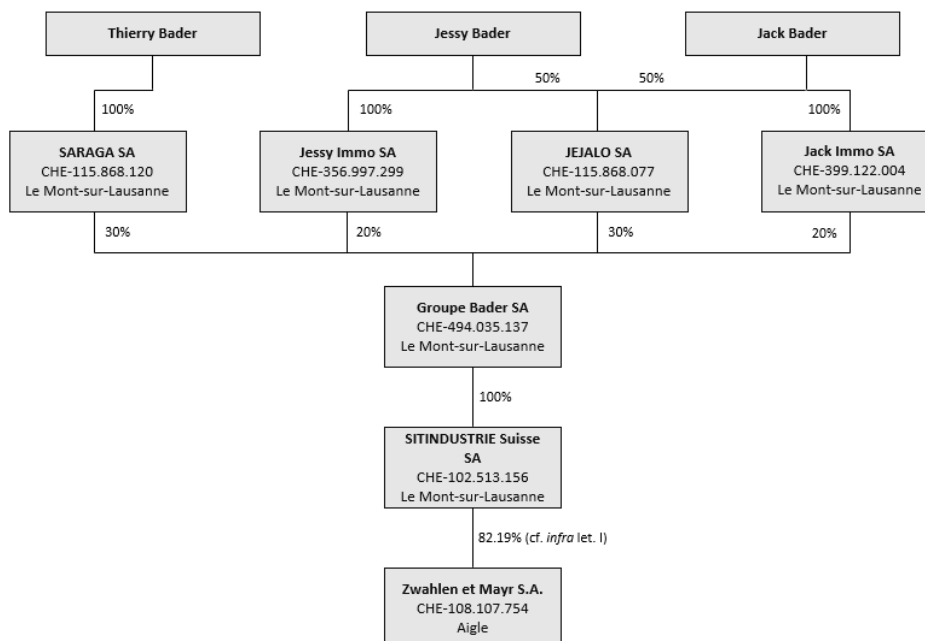 Thierry Bader
Jessy Bader
Jack Bader
50%
50%
100%
100%
100%
SARAGA SA
CHE-115.868.120
Le Mont-sur-Lausanne
Jessy Immo SA
CHE-356.997.299
Le Mont-sur-Lausanne
JEJALO SA
CHE-115.868.077
Le Mont-sur-Lausanne
Jack Immo SA
CHE-399.122.004
Le Mont-sur-Lausanne
30%
20%
30%
20%
Groupe Bader SA
CHE-494.035.137
Le Mont-sur-Lausanne
100%
SITINDUSTRIE Suisse
SA
CHE-102.513.156
Le Mont-sur-Lausanne
82.19% (cf. infra let. I)
Zwahlen et Mayr S.A.
CHE-108.107.754
Aigle